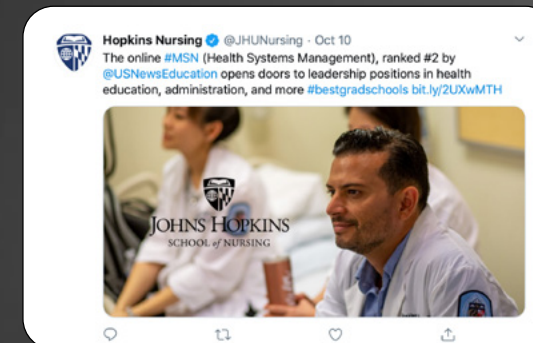 Hopkins Nursing @JHUNursing · Oct 10
The online #MSN (Health Systems Management), ranked #2 by
@USNewsEducation opens doors to leadership positions in health
education, administration, and more #bestgradschools bit.ly/2UXwMTH
JOHNS HOPKINS
SCHOOL of NURSING